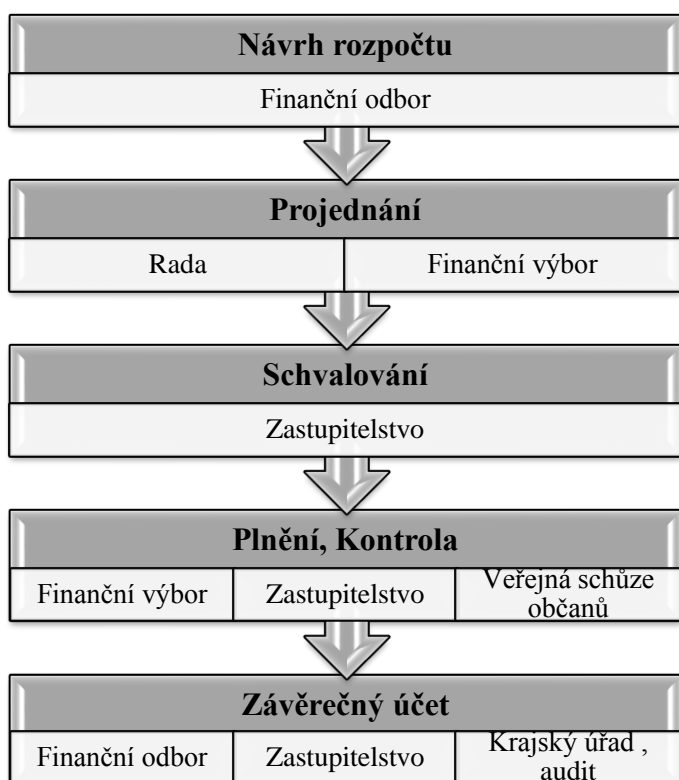 Návrh rozpočtu
Finanční odbor
Projednání
Rada
Finanční výbor
Schvalování
Zastupitelstvo
Plnění, Kontrola
Finanční výbor
Zastupitelstvo
Veřejná schůze
občanů
Závěrečný účet
Finanční odbor
Zastupitelstvo
Krajský úřad ,
audit